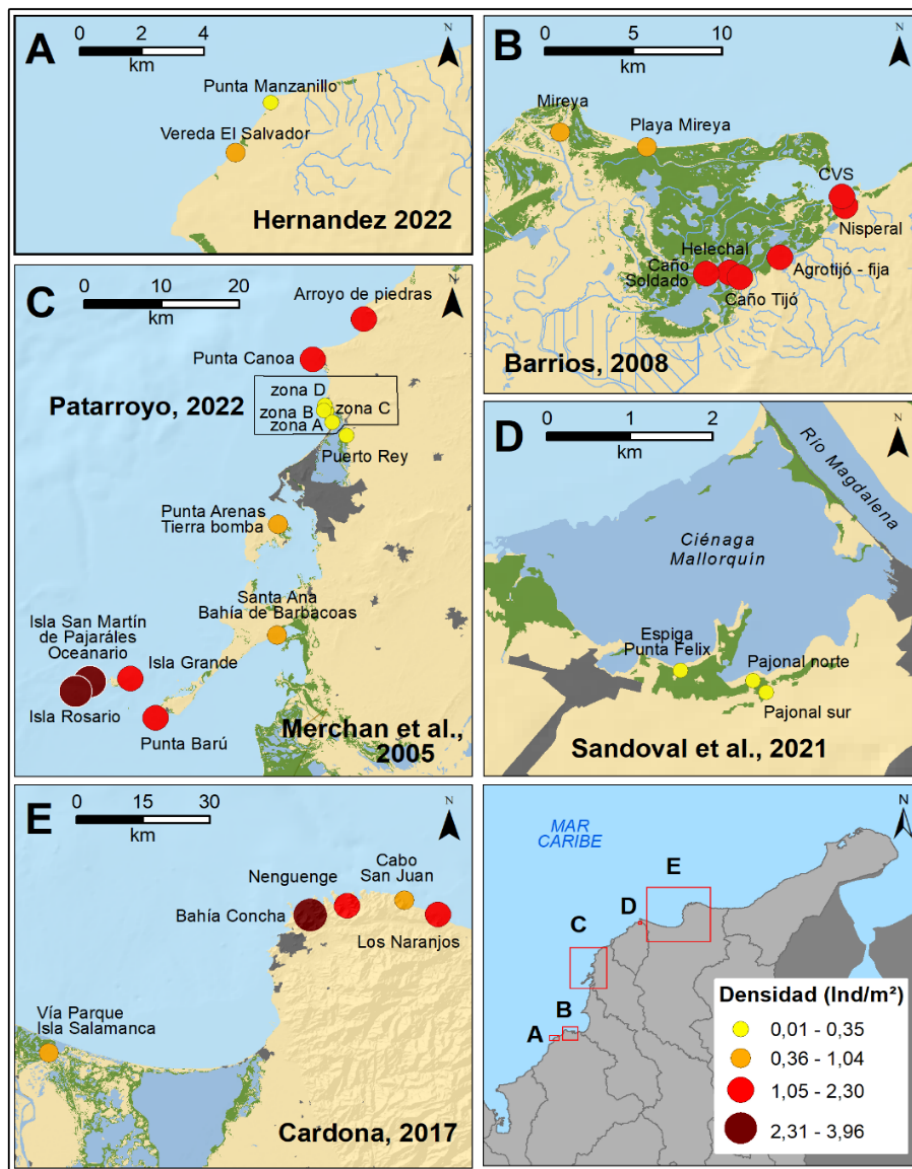 A
0 2 4
km
N
Punta Manzanillo
Vereda El Salvador
Hernandez 2022
B
0 5 10
km
N
Mireya
Playa Mireya
CVS
Nisperal
Helechal
Caño
Soldado
Agrotijó - fija
Caño Tijó
Barrios, 2008
C
0 10 20
km
N
Arroyo de piedras
Punta Canoa
Patarroyo, 2022
zona D
zona B
zona C
zona A
Puerto Rey
Punta Arenas
Tierra bomba
Santa Ana
Bahía de Barbacoas
Isla San Martín
de Pajaráles
Oceanario
Isla Grande
Isla Rosario
Punta Barú
Merchan et al.,
2005
D
0 1 2
km
N
Río Magdalena
Ciénaga
Mallorquín
Espiga
Punta Felix
Pajonal norte
Pajonal sur
Sandoval et al., 2021
E
0 15 30
km
N
Nenguenge
Cabo
San Juan
Bahía Concha
Los Naranjos
Vía Parque
Isla Salamanca
Cardona, 2017
N
MAR
CARIBE
E
D
C
B
A
Densidad (Ind/m²)
0,01 - 0,35
0,36 - 1,04
1,05 - 2,30
2,31 - 3,96